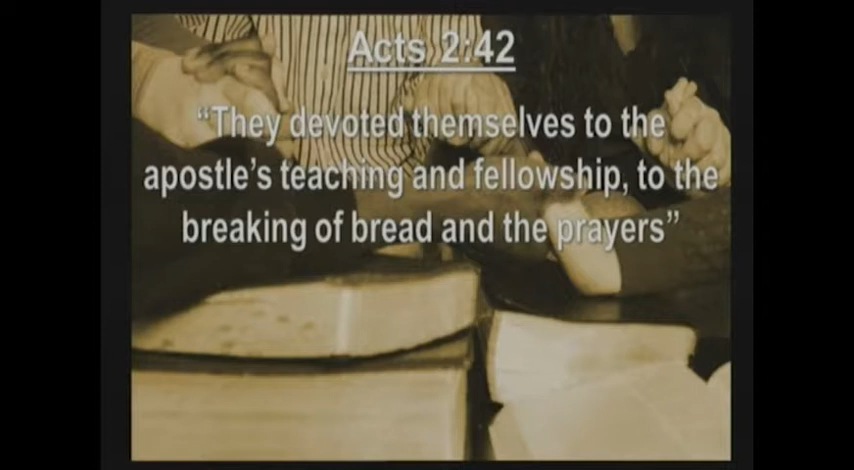 Acts 2:42
“They devoted themselves to the
apostle’s teaching and fellowship, to the
breaking of bread and the prayers”